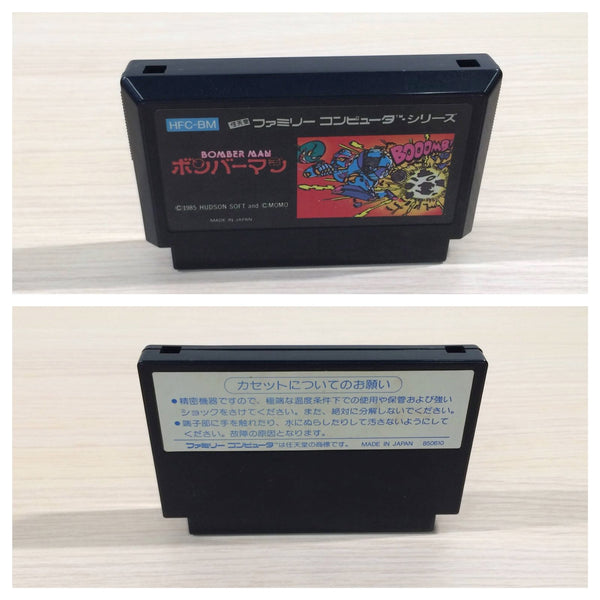 HFC-BM
ファミリー コンピュータ™シリーズ
BOMBER MAN
ボンバーマン
BOOOMB
©1985 HUDSON SOFT and ©MOMO
MADE IN JAPAN
カセットについてのお願い
●精密機器ですので、極端な温度条件下での使用や保管および強い
ショックをさけてください。また、絶対に分解しないでください。
●端子部に手を触れたり、水にぬらしたりして汚さないようにして
ください。故障の原因となります。
ファミリー コンピュータは任天堂の商標です。 MADE IN JAPAN 850610